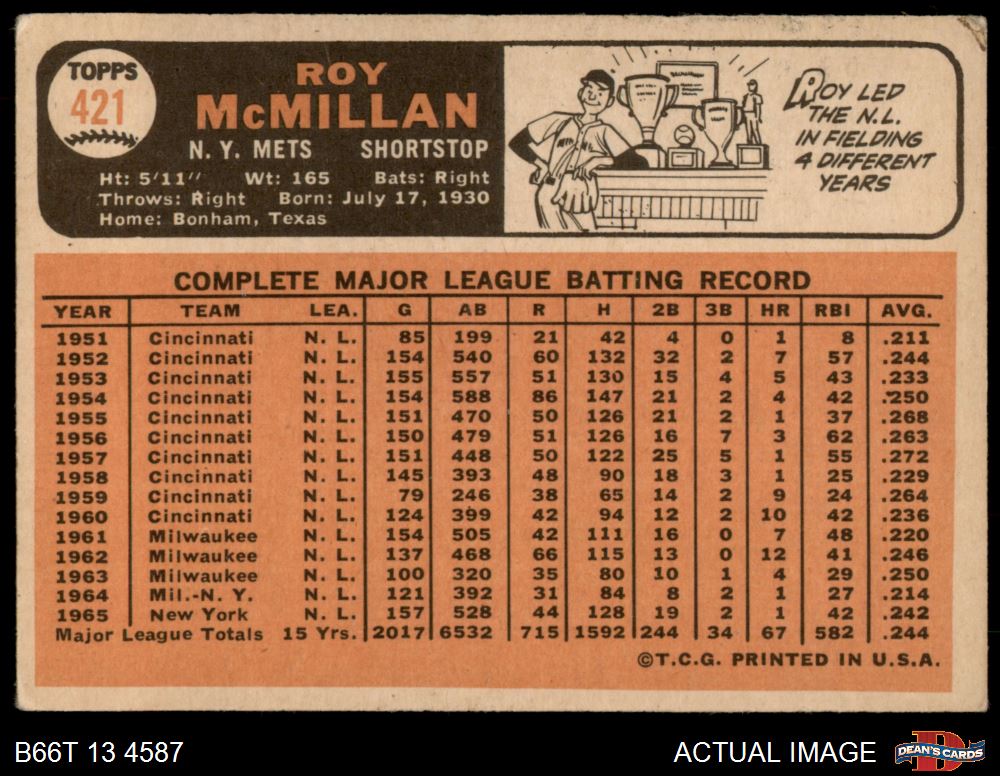 TOPPS
421
ROY
McMILLAN
N. Y. METS SHORTSTOP
Ht: 5'11" Wt: 165 Bats: Right
Throws: Right Born: July 17, 1930
Home: Bonham, Texas
ROY LED
THE N.L.
IN FIELDING
4 DIFFERENT
YEARS
COMPLETE MAJOR LEAGUE BATTING RECORD
YEAR TEAM LEA. G AB R H 2B 3B HR RBI AVG.
1951 Cincinnati N. L. 85 199 21 42 4 0 1 8 .211
1952 Cincinnati N. L. 154 540 60 132 32 2 7 57 .244
1953 Cincinnati N. L. 155 557 51 130 15 4 5 43 .233
1954 Cincinnati N. L. 154 588 86 147 21 2 4 42 .250
1955 Cincinnati N. L. 151 470 50 126 21 2 1 37 .268
1956 Cincinnati N. L. 150 479 51 126 16 7 3 62 .263
1957 Cincinnati N. L. 151 448 50 122 25 5 1 55 .272
1958 Cincinnati N. L. 145 393 48 90 18 3 1 25 .229
1959 Cincinnati N. L. 79 246 38 65 14 2 9 24 .264
1960 Cincinnati N. L. 124 399 42 94 12 2 10 42 .236
1961 Milwaukee N. L. 154 505 42 111 16 0 7 48 .220
1962 Milwaukee N. L. 137 468 66 115 13 0 12 41 .246
1963 Milwaukee N. L. 100 320 35 80 10 1 4 29 .250
1964 Mil.-N. Y. N. L. 121 392 31 84 8 2 1 27 .214
1965 New York N. L. 157 528 44 128 19 2 1 42 .242
Major League Totals 15 Yrs. 2017 6532 715 1592 244 34 67 582 .244
©T.C.G. PRINTED IN U.S.A.
B66T 13 4587 ACTUAL IMAGE DEAN'S CARDS